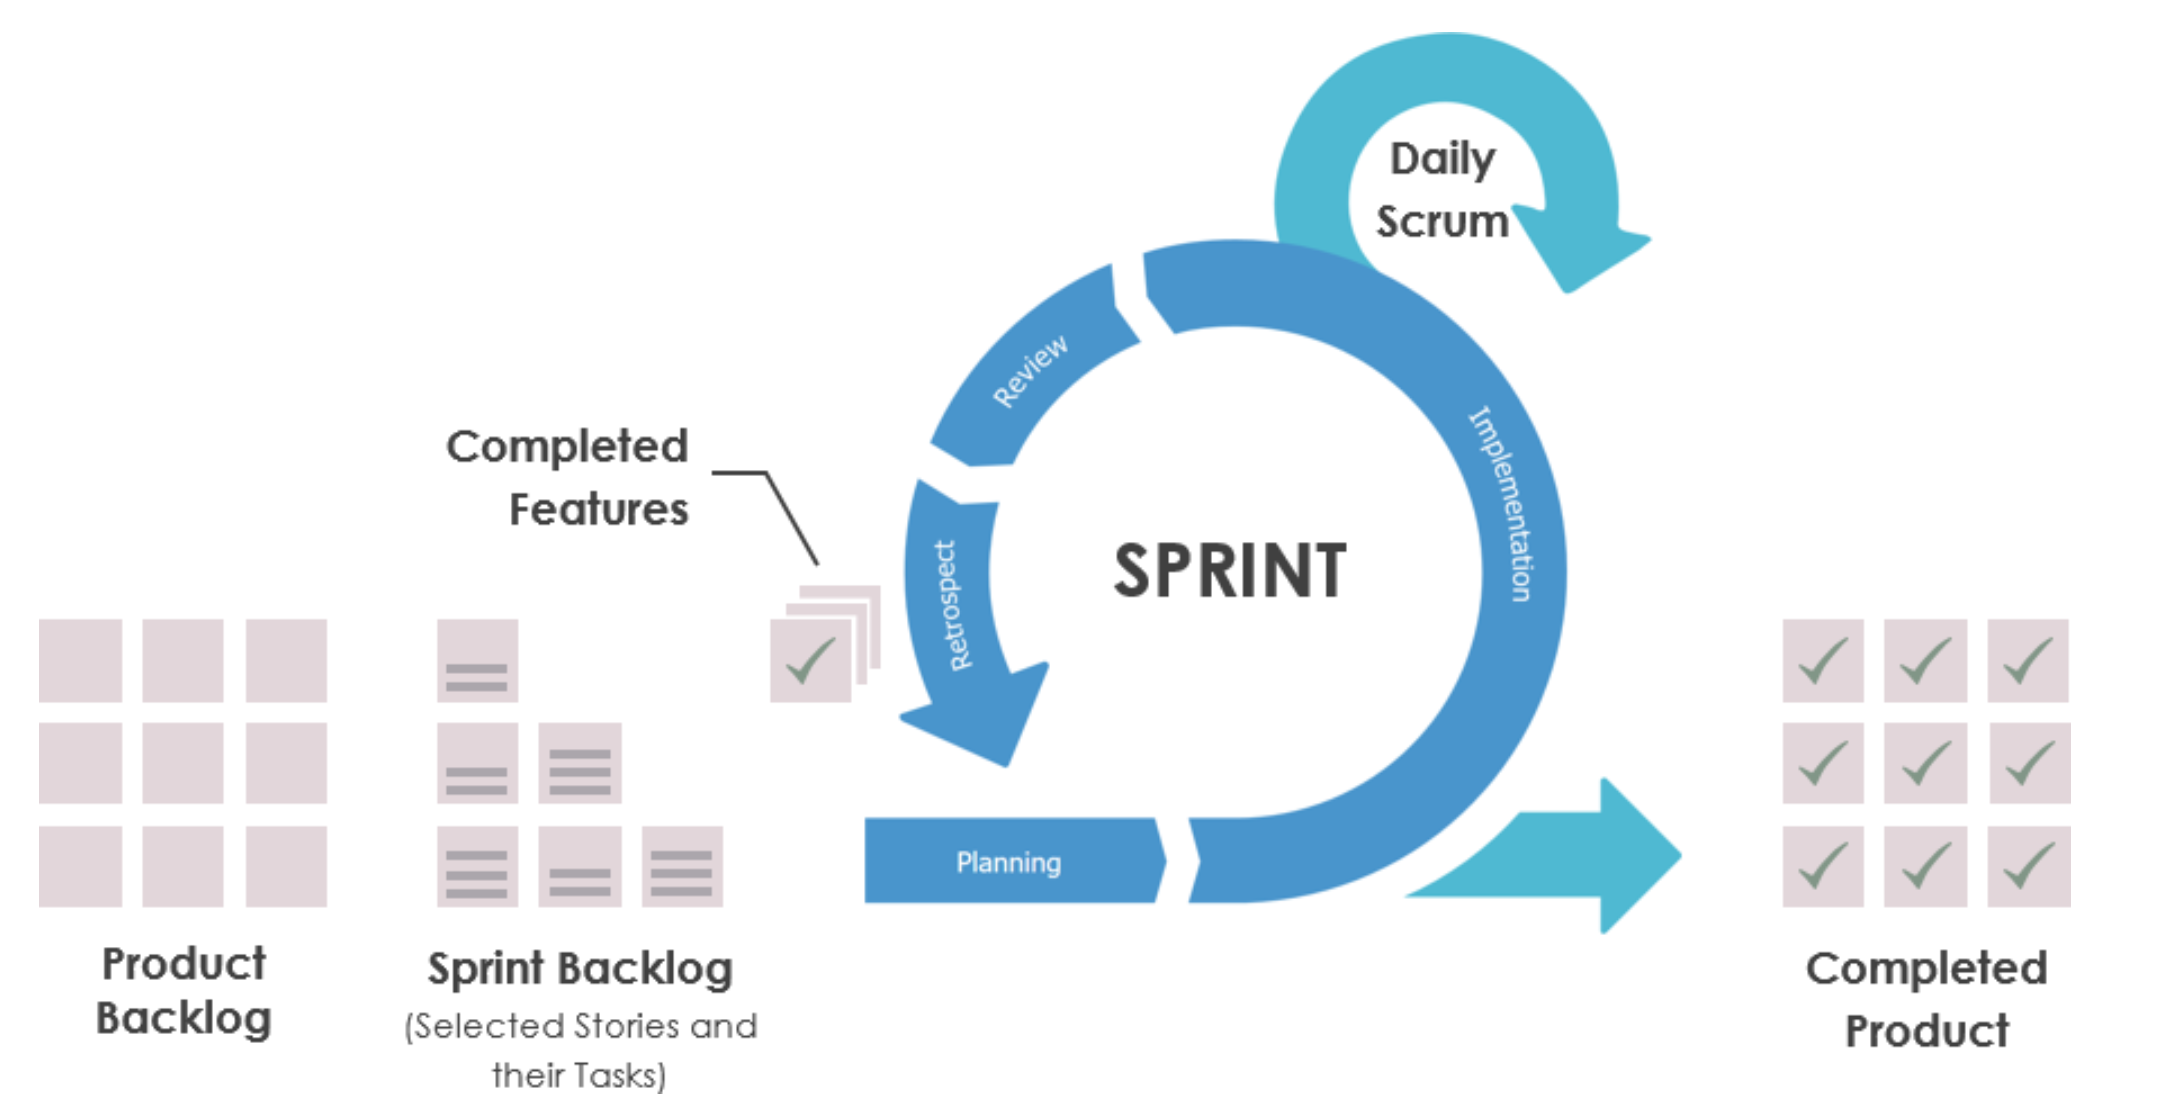 Daily
Scrum
Review
Implementation
Completed
Features
SPRINT
Retrospect
Planning
Product
Backlog
Sprint Backlog
(Selected Stories and
their Tasks)
Completed
Product